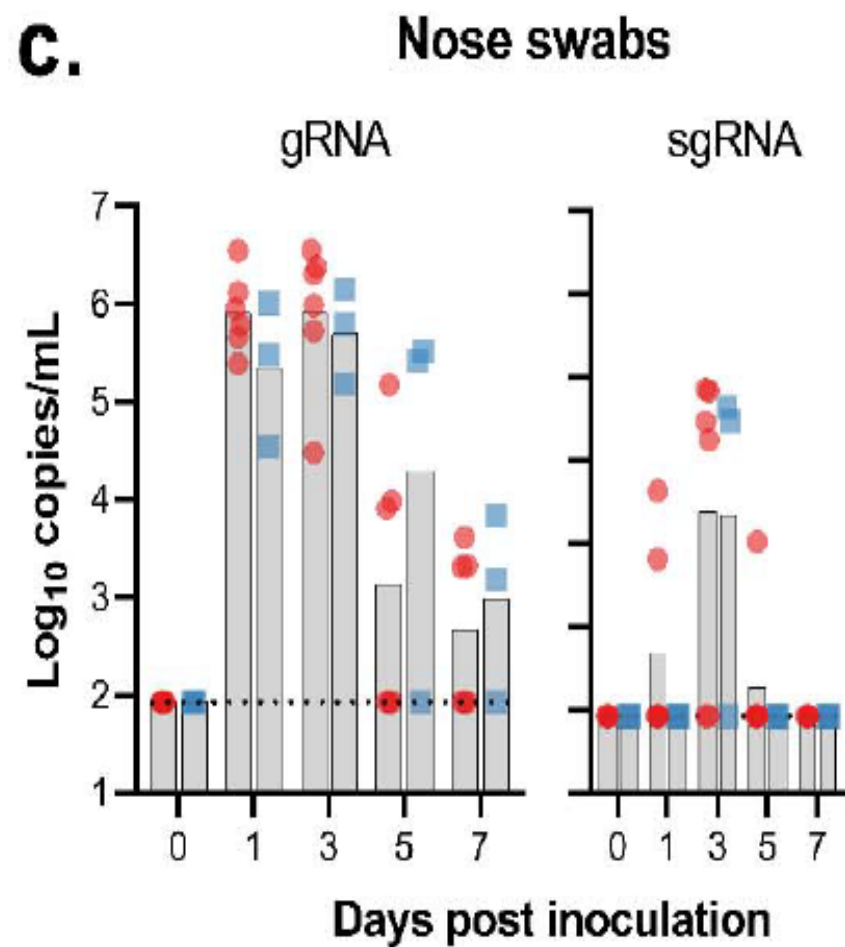 c.
Nose swabs
gRNA
sgRNA
7
6
5
4
3
2
1
Log₁₀ copies/mL
0 1 3 5 7
0 1 3 5 7
Days post inoculation